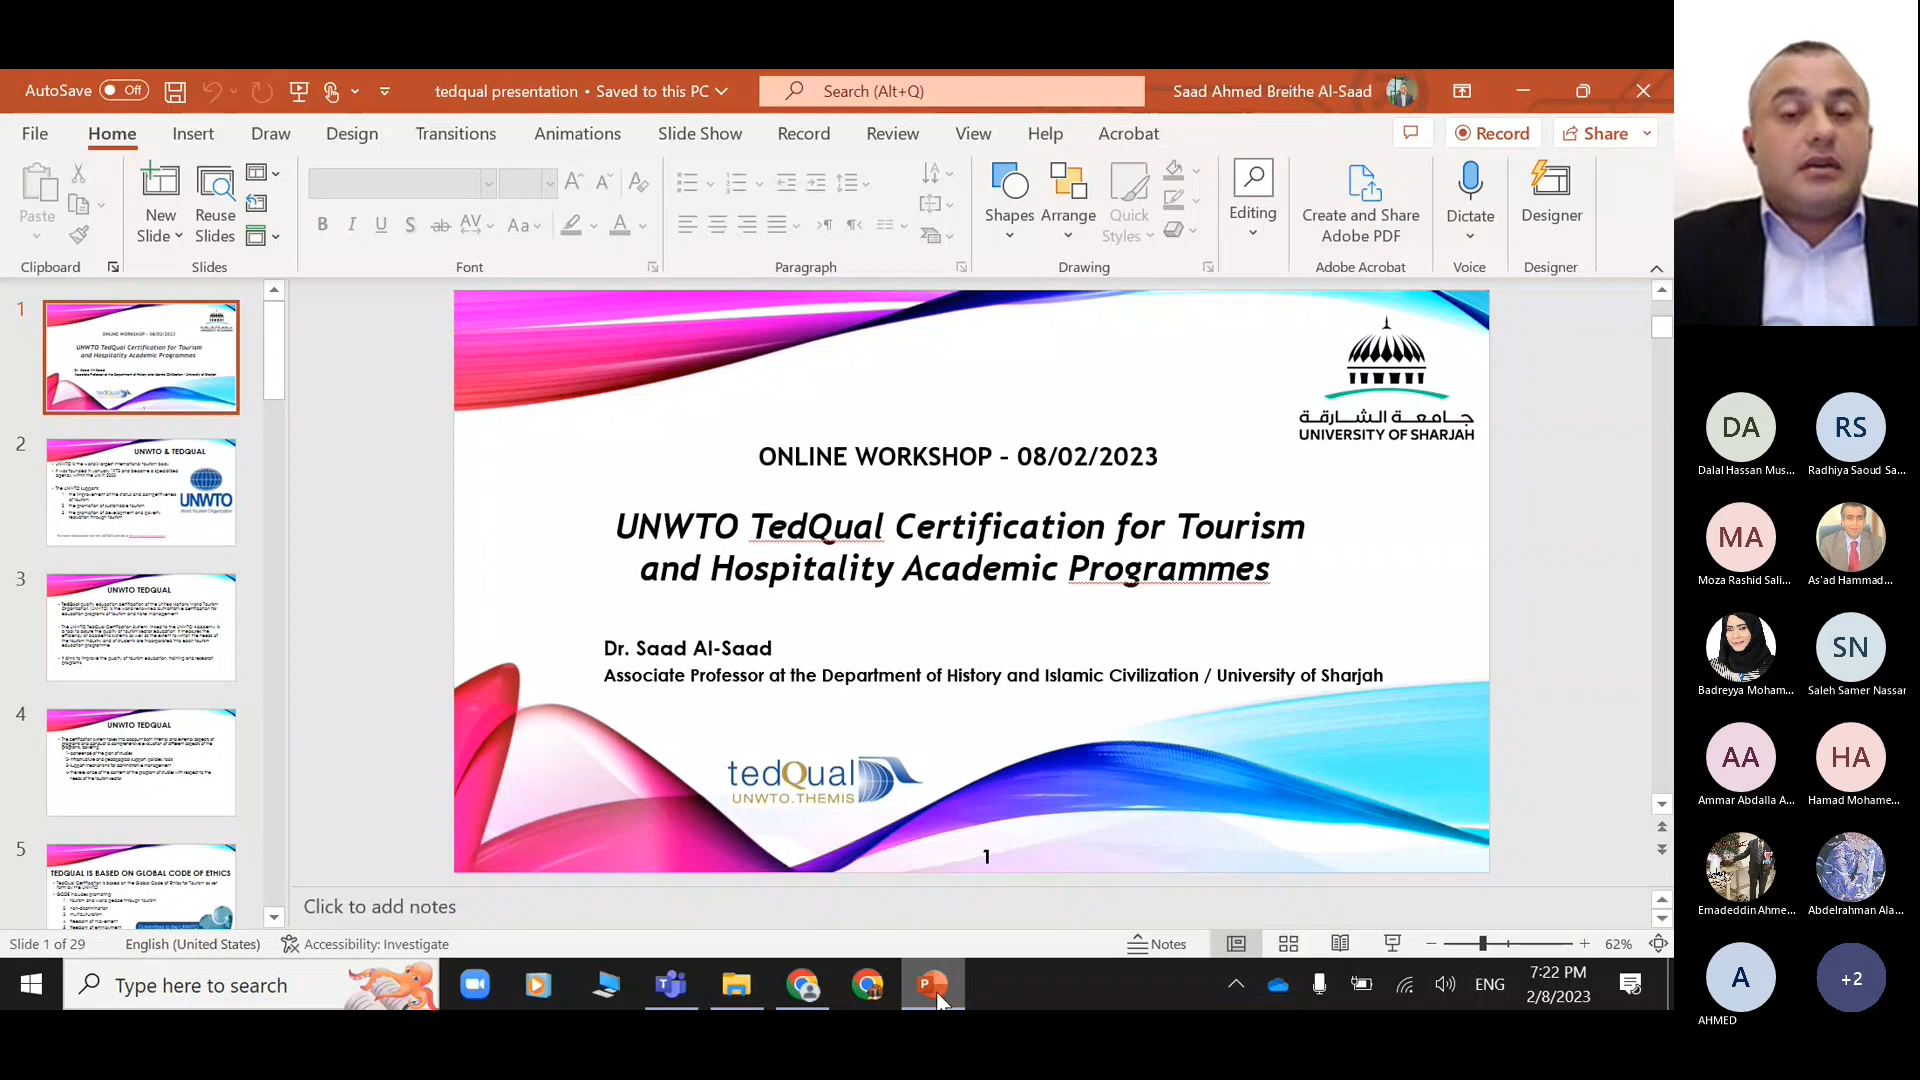 AutoSave Off
tedqual presentation • Saved to this PC
Search (Alt+Q)
Saad Ahmed Breithe Al-Saad
File Home Insert Draw Design Transitions Animations Slide Show Record Review View Help Acrobat
Record
Share
Paste
New Slide
Reuse Slides
Shapes
Arrange
Quick Styles
Editing
Create and Share Adobe PDF
Dictate
Designer
Clipboard
Slides
Font
Paragraph
Drawing
Adobe Acrobat
Voice
Designer
1
2
UNWTO & TEDQUAL
UNWTO
3
UNWTO TEDQUAL
4
UNWTO TEDQUAL
5
TEDQUAL IS BASED ON GLOBAL CODE OF ETHICS
جامعة الشارقة
UNIVERSITY OF SHARJAH
ONLINE WORKSHOP - 08/02/2023
UNWTO TedQual Certification for Tourism
and Hospitality Academic Programmes
Dr. Saad Al-Saad
Associate Professor at the Department of History and Islamic Civilization / University of Sharjah
tedQual
UNWTO.THEMIS
1
Click to add notes
Slide 1 of 29
English (United States)
Accessibility: Investigate
Notes
62%
Type here to search
ENG
7:22 PM
2/8/2023
DA
Dalal Hassan Mus...
RS
Radhiya Saoud Sa...
MA
Moza Rashid Sali...
As'ad Hammad...
Badreyya Moham...
SN
Saleh Samer Nassar
AA
Ammar Abdalla A...
HA
Hamad Mohame...
Emadeddin Ahme...
Abdelrahman Ala...
A
AHMED
+2